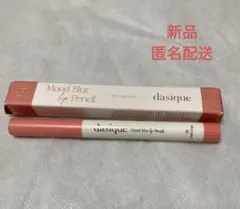 新品
匿名配送
Mood Blur
Lip Pencil
dasique
dasique
Mood Blur Lip Pencil